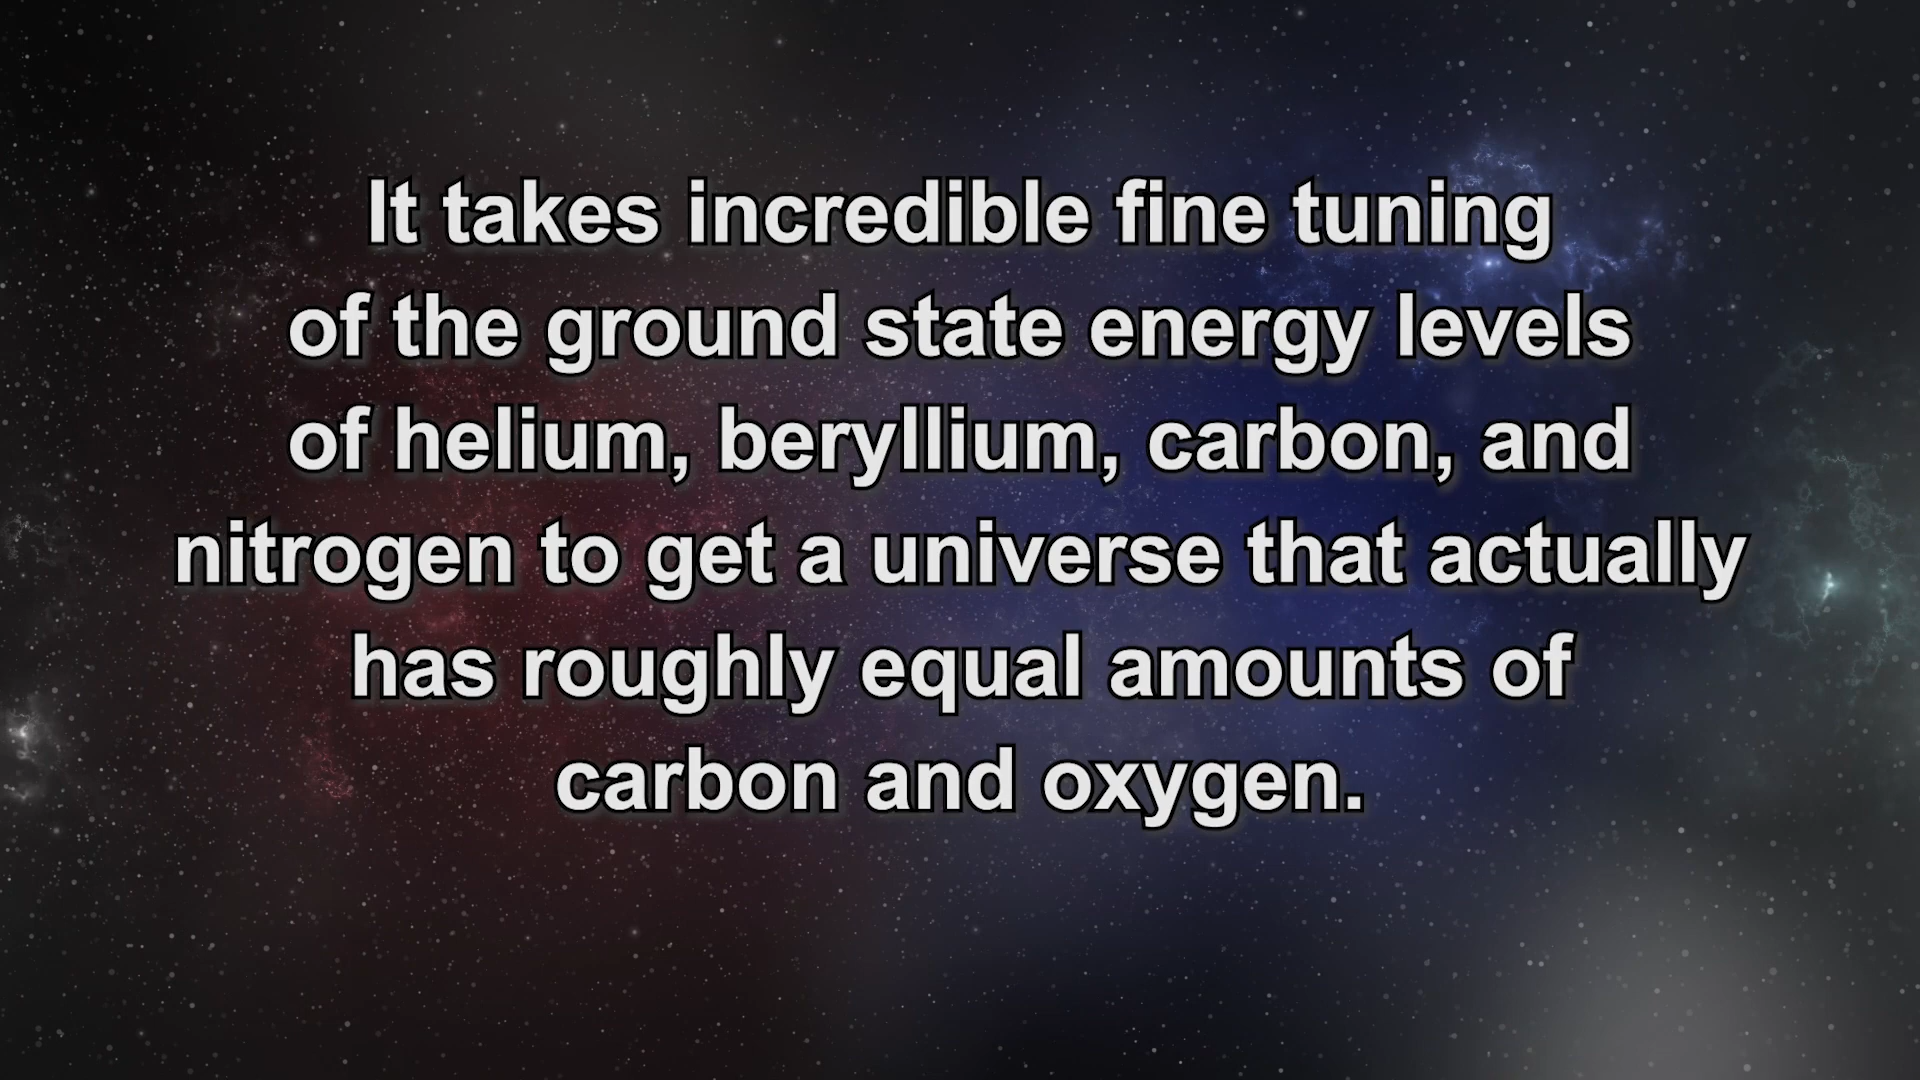 It takes incredible fine tuning
of the ground state energy levels
of helium, beryllium, carbon, and
nitrogen to get a universe that actually
has roughly equal amounts of
carbon and oxygen.